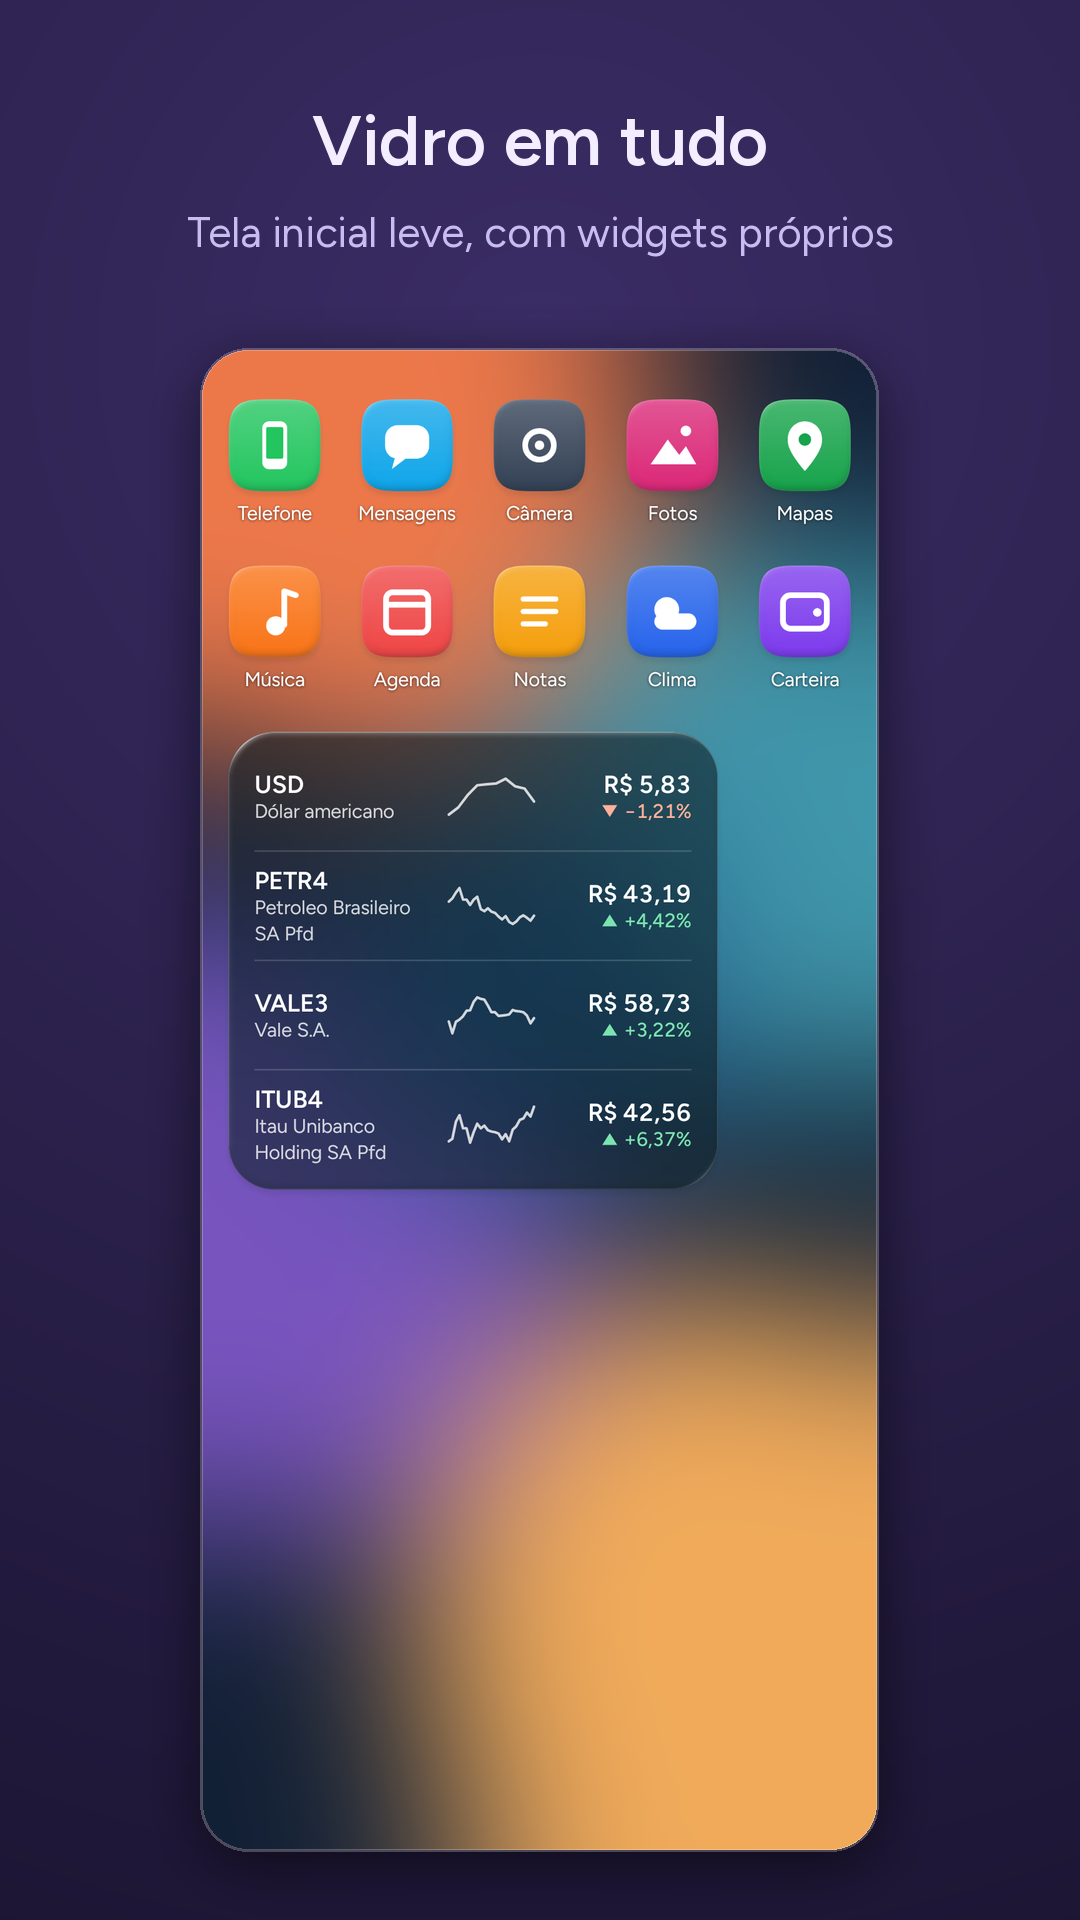 Vidro em tudo
Tela inicial leve, com widgets próprios
Telefone
Mensagens
Câmera
Fotos
Mapas
Música
Agenda
Notas
Clima
Carteira
USD
Dólar americano
R$ 5,83
▼ −1,21%
PETR4
Petroleo Brasileiro
SA Pfd
R$ 43,19
▲ +4,42%
VALE3
Vale S.A.
R$ 58,73
▲ +3,22%
ITUB4
Itau Unibanco
Holding SA Pfd
R$ 42,56
▲ +6,37%